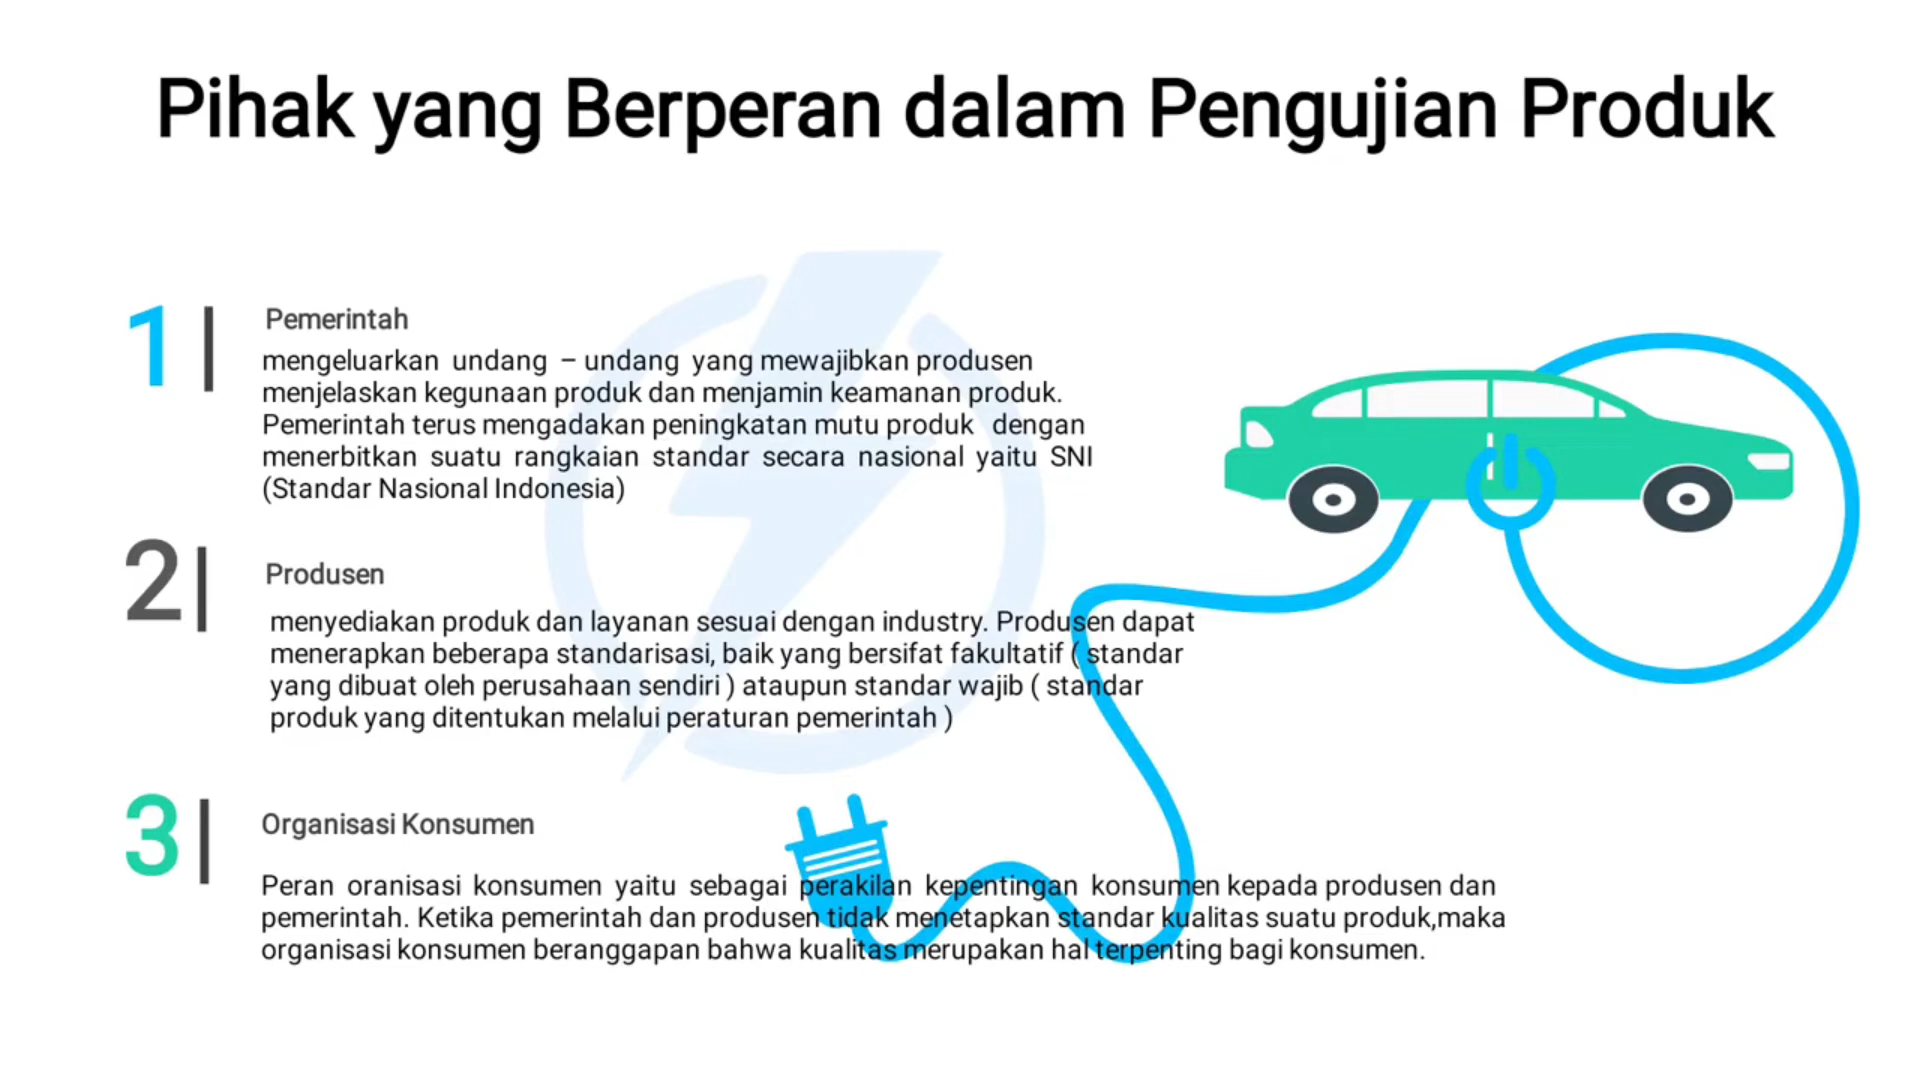 Pihak yang Berperan dalam Pengujian Produk
1
Pemerintah
mengeluarkan undang – undang yang mewajibkan produsen
menjelaskan kegunaan produk dan menjamin keamanan produk.
Pemerintah terus mengadakan peningkatan mutu produk dengan
menerbitkan suatu rangkaian standar secara nasional yaitu SNI
(Standar Nasional Indonesia)
2
Produsen
menyediakan produk dan layanan sesuai dengan industry. Produsen dapat
menerapkan beberapa standarisasi, baik yang bersifat fakultatif ( standar
yang dibuat oleh perusahaan sendiri ) ataupun standar wajib ( standar
produk yang ditentukan melalui peraturan pemerintah )
3
Organisasi Konsumen
Peran oranisasi konsumen yaitu sebagai perakilan kepentingan konsumen kepada produsen dan
pemerintah. Ketika pemerintah dan produsen tidak menetapkan standar kualitas suatu produk,maka
organisasi konsumen beranggapan bahwa kualitas merupakan hal terpenting bagi konsumen.